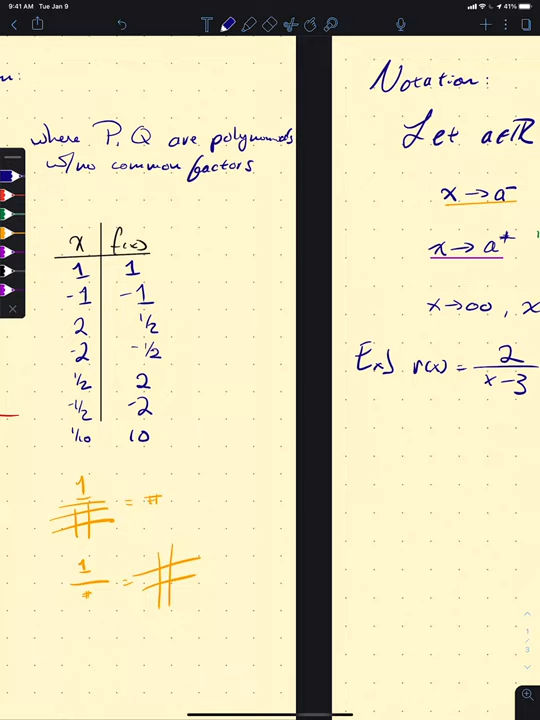 9:41 AM Tue Jan 9
41%
where P, Q are polynomials
w/ no common factors
x f(x)
1 1
-1 -1
2 1/2
-2 -1/2
1/2 2
-1/2 -2
1/10 10
1/# = #
1/# = #
Notation:
Let a∈ℝ
x → a⁻
x → a⁺
x → ∞ , x
Ex] r(x) = 2/(x-3)
1
3